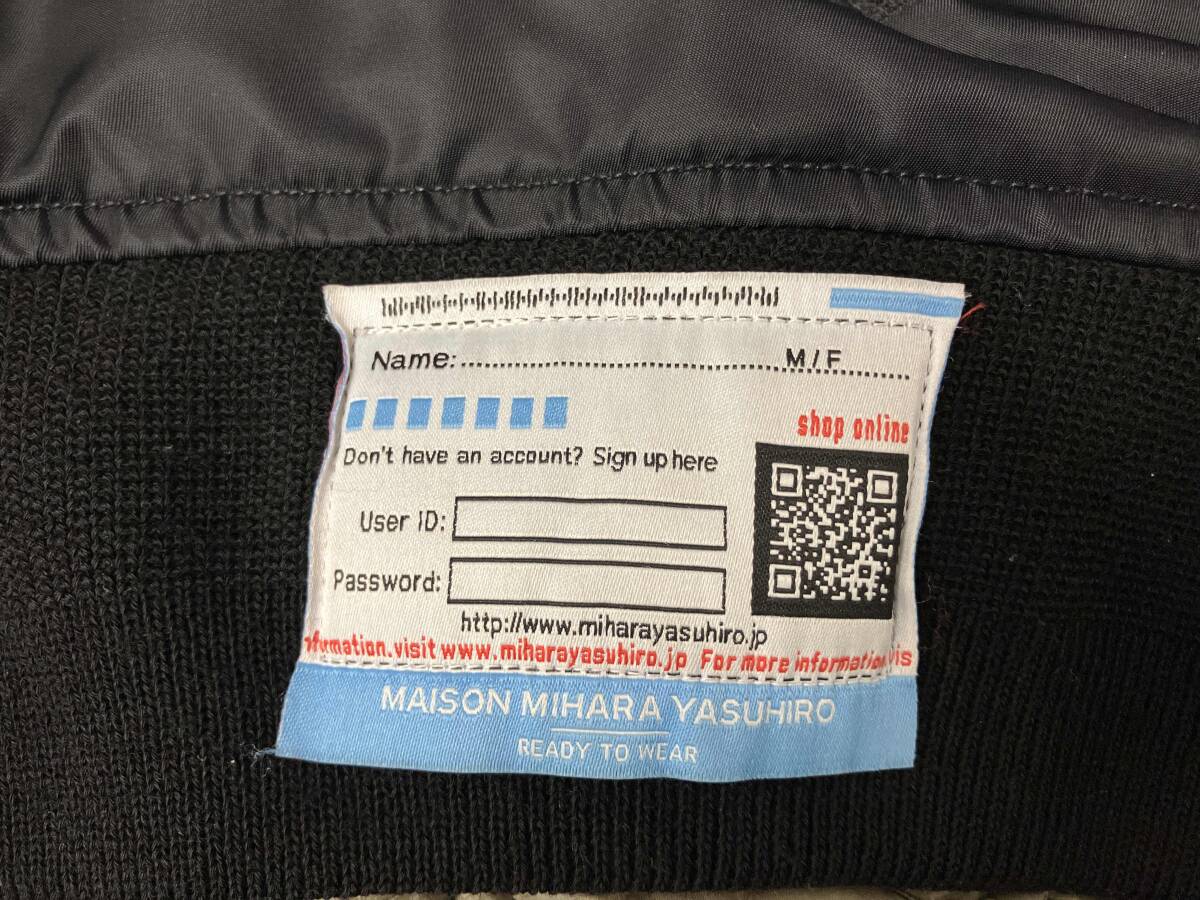 Name:................................................M / F............
shop online
Don't have an account? Sign up here
User ID:
Password:
http://www.miharayasuhiro.jp
nformation.visit www.miharayasuhiro.jp For more information.vis
MAISON MIHARA YASUHIRO
READY TO WEAR